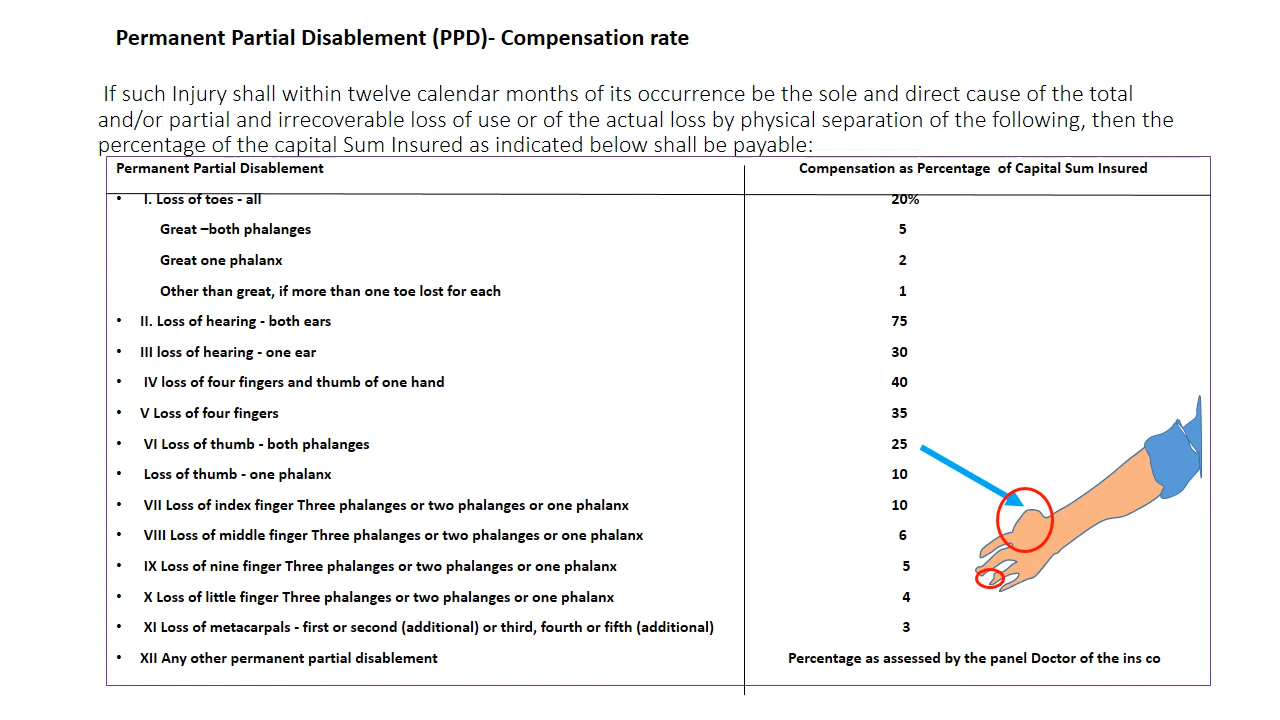 Permanent Partial Disablement (PPD)- Compensation rate
If such Injury shall within twelve calendar months of its occurrence be the sole and direct cause of the total
and/or partial and irrecoverable loss of use or of the actual loss by physical separation of the following, then the
percentage of the capital Sum Insured as indicated below shall be payable:
Permanent Partial Disablement Compensation as Percentage of Capital Sum Insured
• I. Loss of toes - all 20%
Great –both phalanges 5
Great one phalanx 2
Other than great, if more than one toe lost for each 1
• II. Loss of hearing - both ears 75
• III loss of hearing - one ear 30
• IV loss of four fingers and thumb of one hand 40
• V Loss of four fingers 35
• VI Loss of thumb - both phalanges 25
• Loss of thumb - one phalanx 10
• VII Loss of index finger Three phalanges or two phalanges or one phalanx 10
• VIII Loss of middle finger Three phalanges or two phalanges or one phalanx 6
• IX Loss of nine finger Three phalanges or two phalanges or one phalanx 5
• X Loss of little finger Three phalanges or two phalanges or one phalanx 4
• XI Loss of metacarpals - first or second (additional) or third, fourth or fifth (additional) 3
• XII Any other permanent partial disablement Percentage as assessed by the panel Doctor of the ins co